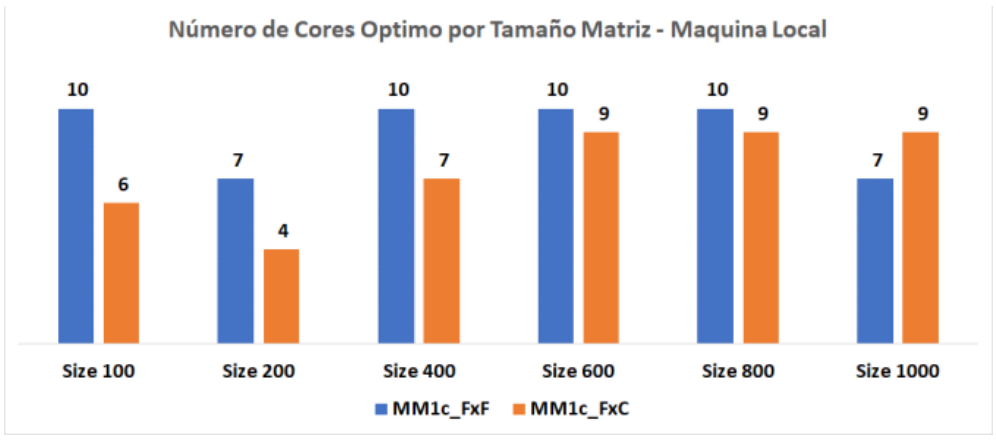 Número de Cores Optimo por Tamaño Matriz - Maquina Local
10 6 7 4 10 7 10 9 10 9 7 9
Size 100 Size 200 Size 400 Size 600 Size 800 Size 1000
MM1c_FxF MM1c_FxC